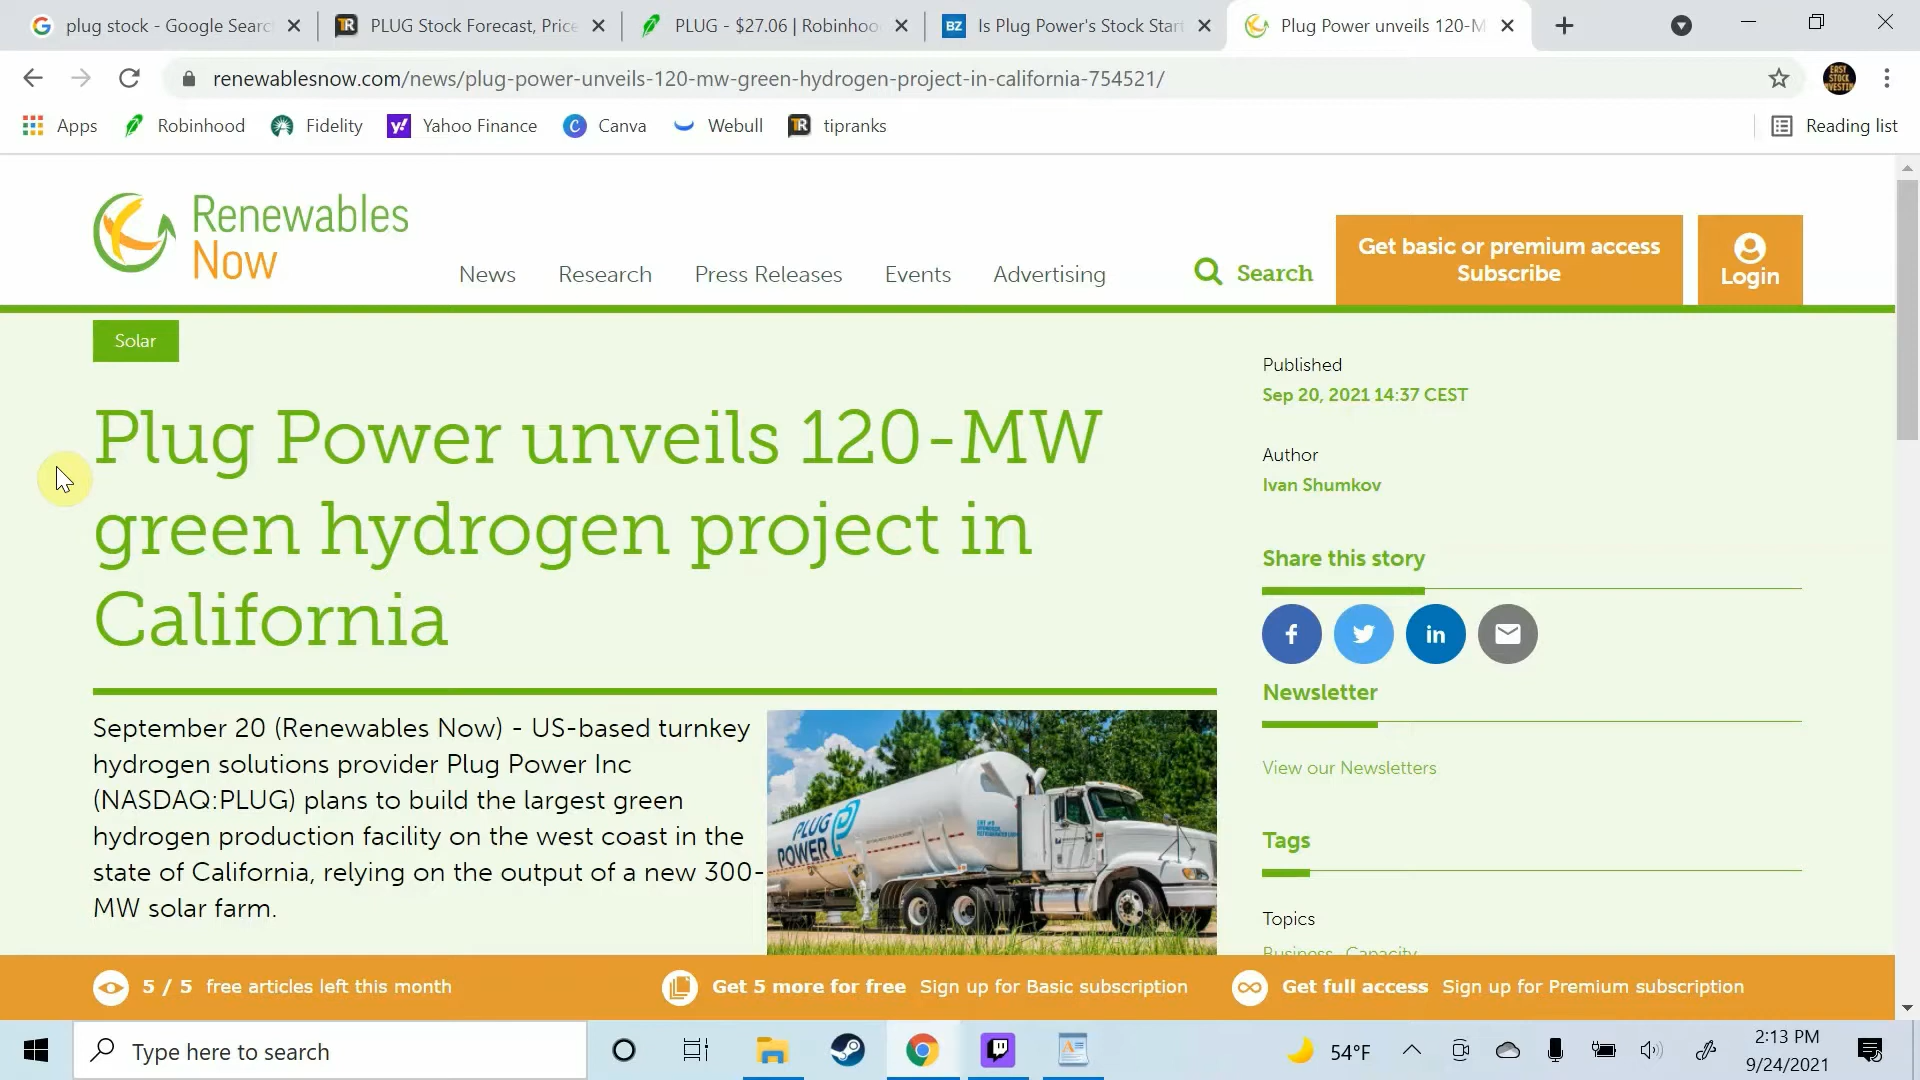 plug stock - Google Searc
PLUG Stock Forecast, Price
PLUG - $27.06 | Robinhoo
Is Plug Power's Stock Start
Plug Power unveils 120-M
renewablesnow.com/news/plug-power-unveils-120-mw-green-hydrogen-project-in-california-754521/
EASY
STOCK
INVESTIN
Apps
Robinhood
Fidelity
Yahoo Finance
Canva
Webull
tipranks
Reading list
Renewables
Now
News
Research
Press Releases
Events
Advertising
Search
Get basic or premium access
Subscribe
Login
Solar
Plug Power unveils 120-MW
green hydrogen project in
California
September 20 (Renewables Now) - US-based turnkey
hydrogen solutions provider Plug Power Inc
(NASDAQ:PLUG) plans to build the largest green
hydrogen production facility on the west coast in the
state of California, relying on the output of a new 300-
MW solar farm.
PLUG
POWER
Published
Sep 20, 2021 14:37 CEST
Author
Ivan Shumkov
Share this story
Newsletter
View our Newsletters
Tags
Topics
Business, Capacity
5 / 5 free articles left this month
Get 5 more for free Sign up for Basic subscription
Get full access Sign up for Premium subscription
Type here to search
54°F
2:13 PM
9/24/2021